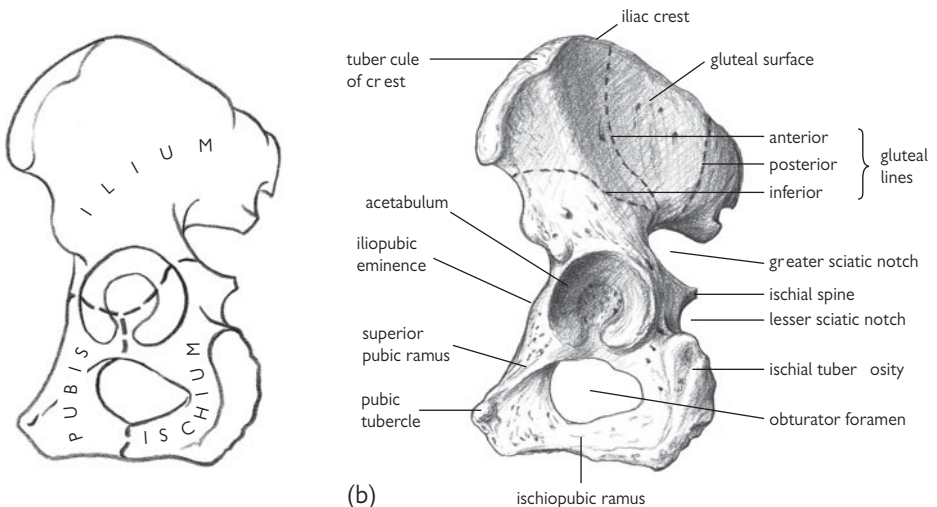 ILIUM
PUBIS
ISCHIUM
iliac crest
tuber cule
of cr est
gluteal surface
anterior
posterior
inferior
gluteal
lines
acetabulum
iliopubic
eminence
greater sciatic notch
ischial spine
lesser sciatic notch
superior
pubic ramus
ischial tuber osity
pubic
tubercle
obturator foramen
(b)
ischiopubic ramus